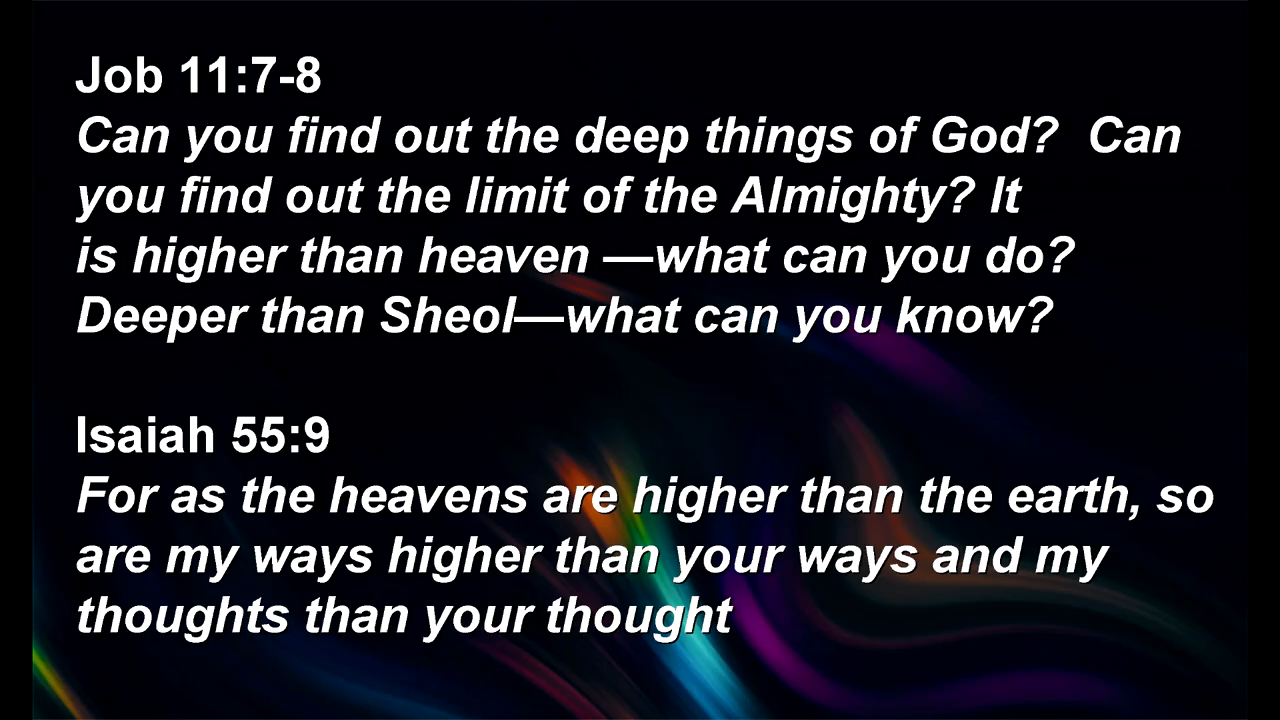 Job 11:7-8
Can you find out the deep things of God?  Can
you find out the limit of the Almighty? It
is higher than heaven —what can you do?
Deeper than Sheol—what can you know?
Isaiah 55:9
For as the heavens are higher than the earth, so
are my ways higher than your ways and my
thoughts than your thought